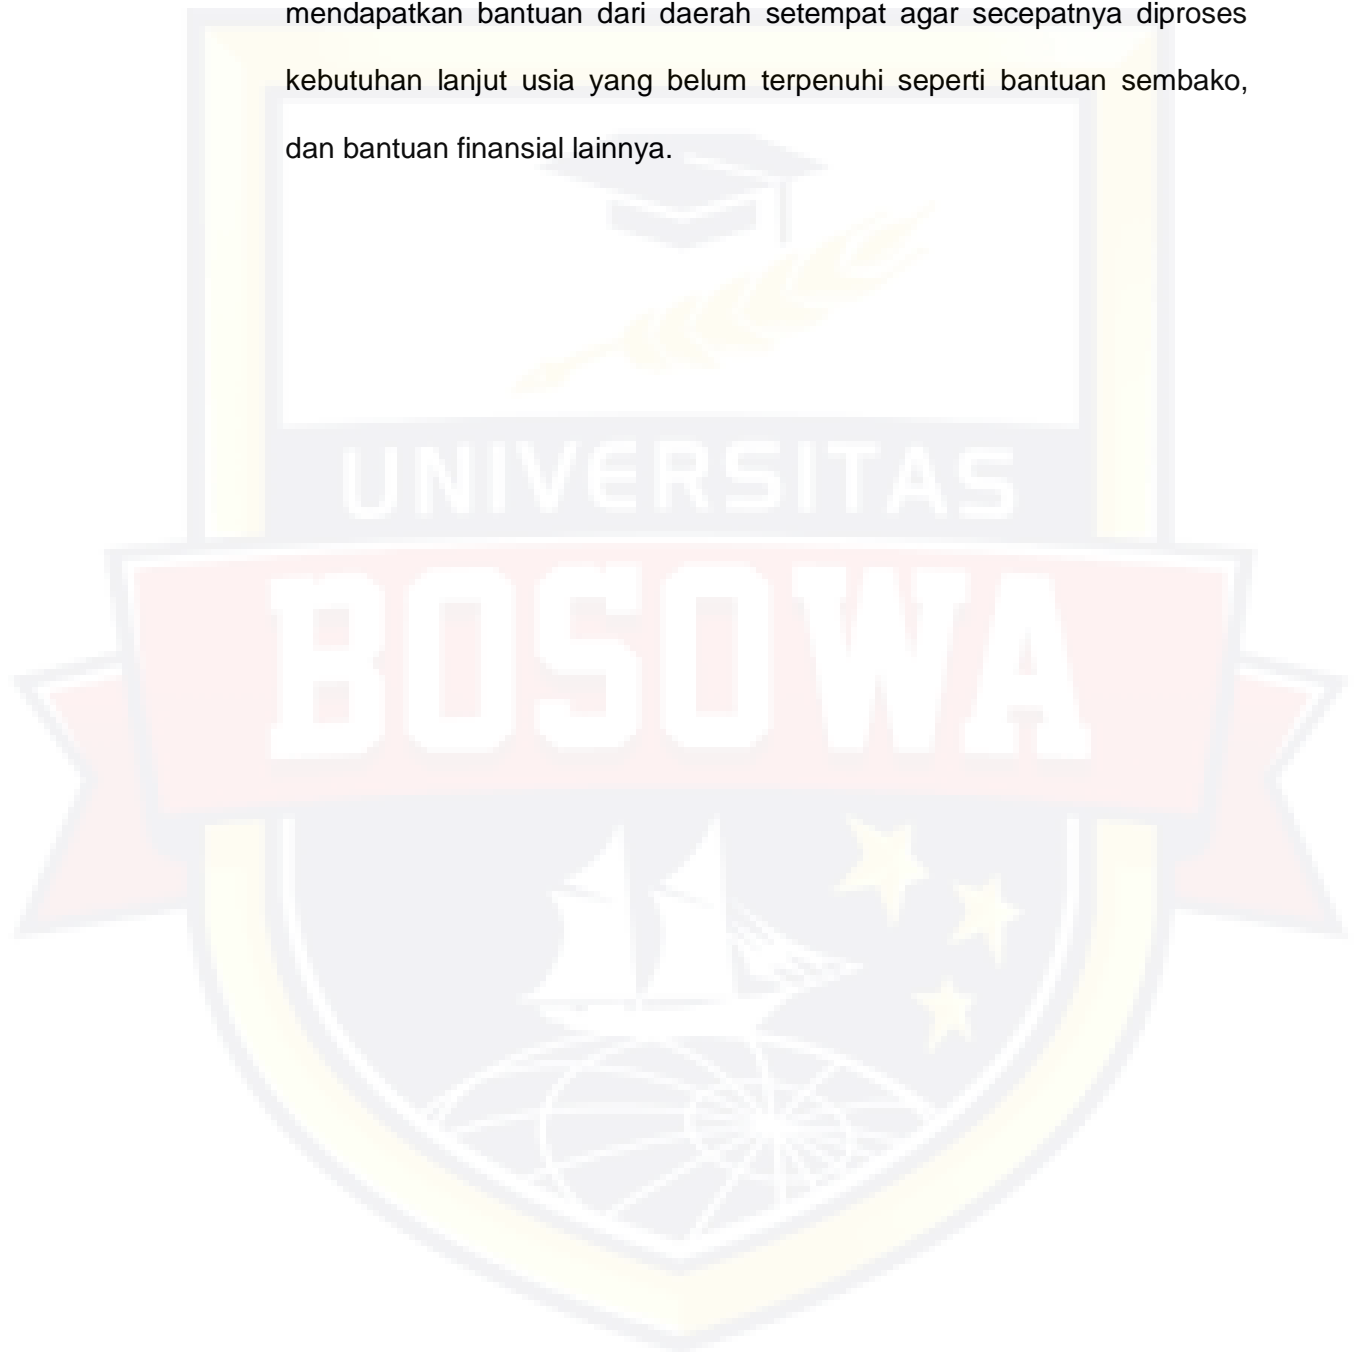 mendapatkan bantuan dari daerah setempat agar secepatnya diproses
kebutuhan lanjut usia yang belum terpenuhi seperti bantuan sembako,
dan bantuan finansial lainnya.
UNIVERSITAS
BOSOWA